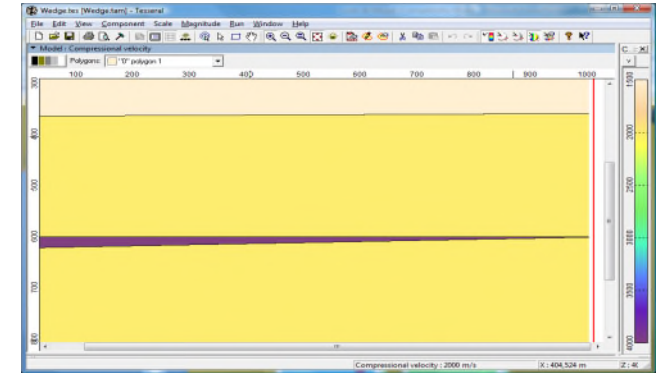 Wedge.tes [Wedge.tam] - Tesseral
File Edit View Component Scale Magnitude Run Window Help
Model : Compressional velocity
C
Polygons: "0" polygon 1
100 200 300 400 500 600 700 800 900 1000
300
400
500
600
700
800
1500
2000
2500
3000
3500
4000
Compressional velocity : 2000 m/s X : 404,524 m Z : 4